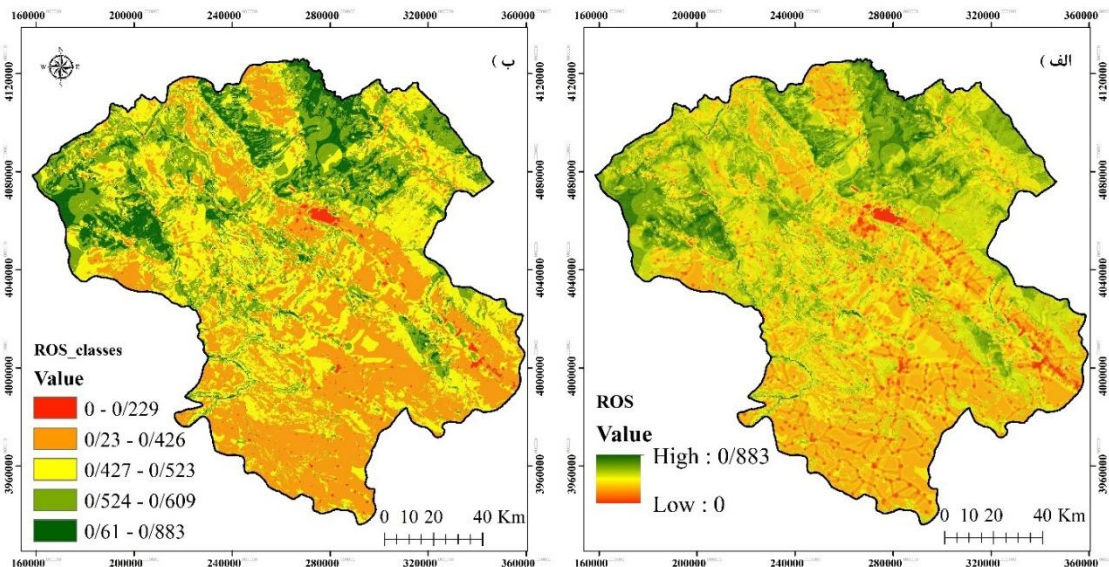 160000 200000 240000 280000 320000 360000
160000 200000 240000 280000 320000 360000
ب )
الف )
4120000 4080000 4040000 4000000 3960000
4120000 4080000 4040000 4000000 3960000
ROS_classes
Value
0 - 0/229
0/23 - 0/426
0/427 - 0/523
0/524 - 0/609
0/61 - 0/883
0 10 20 40 Km
ROS
Value
High : 0/883
Low : 0
0 10 20 40 Km
160000 200000 240000 280000 320000 360000
160000 200000 240000 280000 320000 360000